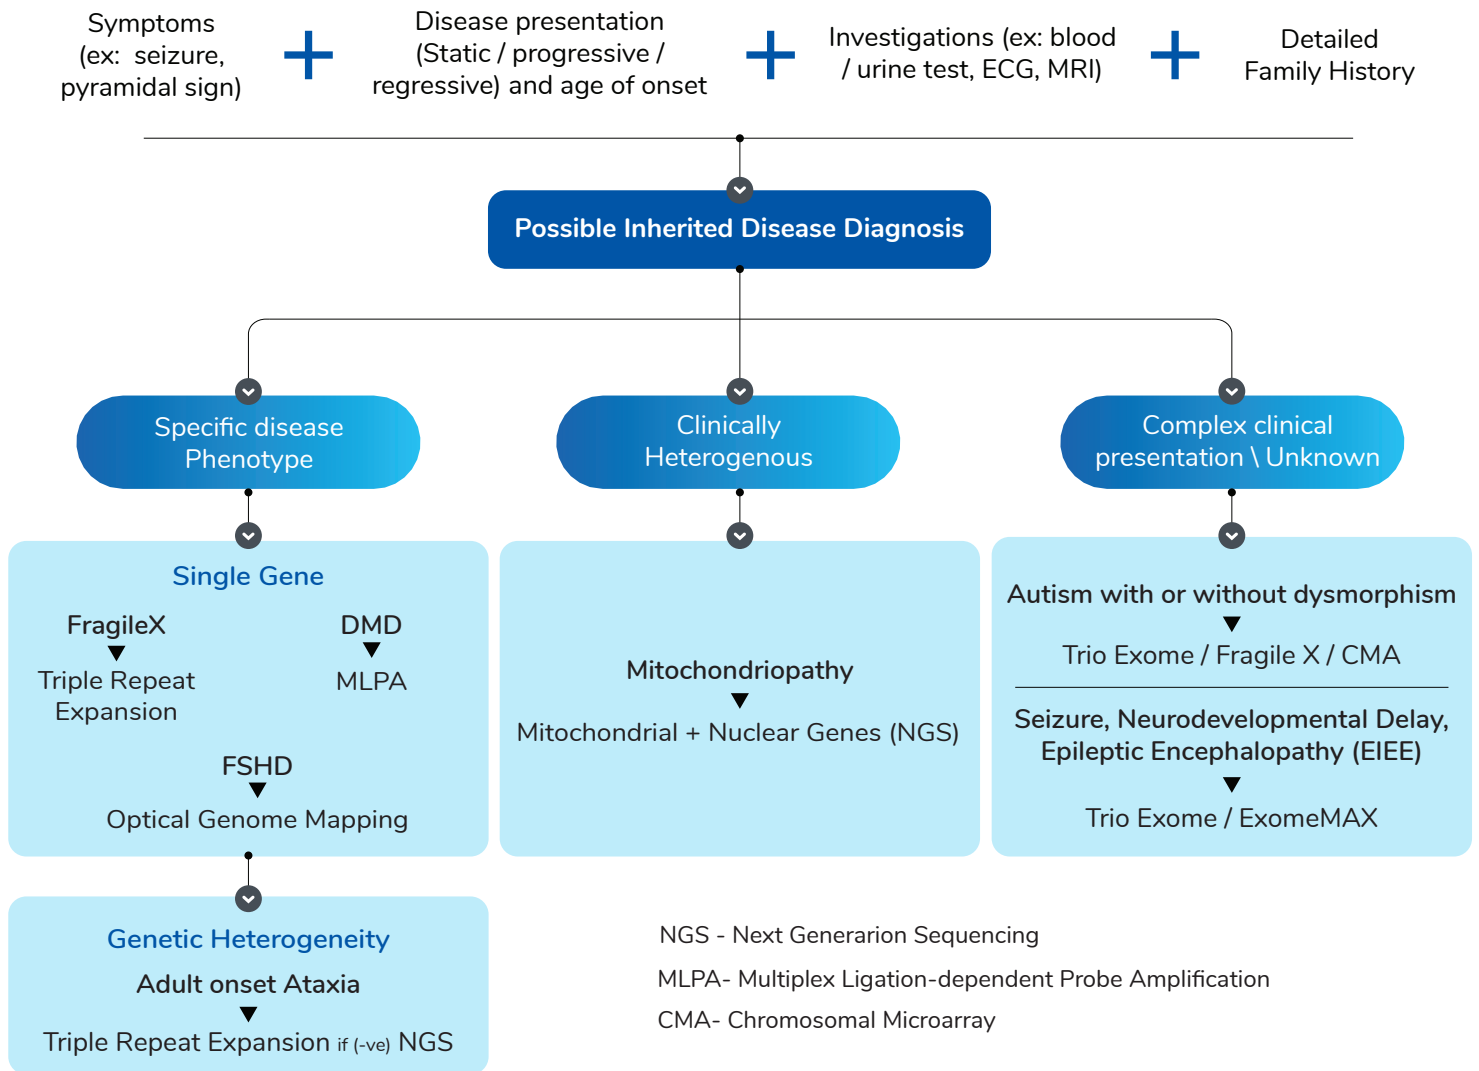 Symptoms
(ex: seizure,
pyramidal sign)
Disease presentation
(Static / progressive /
regressive) and age of onset
Investigations (ex: blood
/ urine test, ECG, MRI)
Detailed
Family History
Possible Inherited Disease Diagnosis
Specific disease
Phenotype
Clinically
Heterogenous
Complex clinical
presentation \ Unknown
Single Gene
FragileX
Triple Repeat
Expansion
DMD
MLPA
FSHD
Optical Genome Mapping
Mitochondriopathy
Mitochondrial + Nuclear Genes (NGS)
Autism with or without dysmorphism
Trio Exome / Fragile X / CMA
Seizure, Neurodevelopmental Delay,
Epileptic Encephalopathy (EIEE)
Trio Exome / ExomeMAX
Genetic Heterogeneity
Adult onset Ataxia
Triple Repeat Expansion if (-ve) NGS
NGS - Next Generarion Sequencing
MLPA- Multiplex Ligation-dependent Probe Amplification
CMA- Chromosomal Microarray